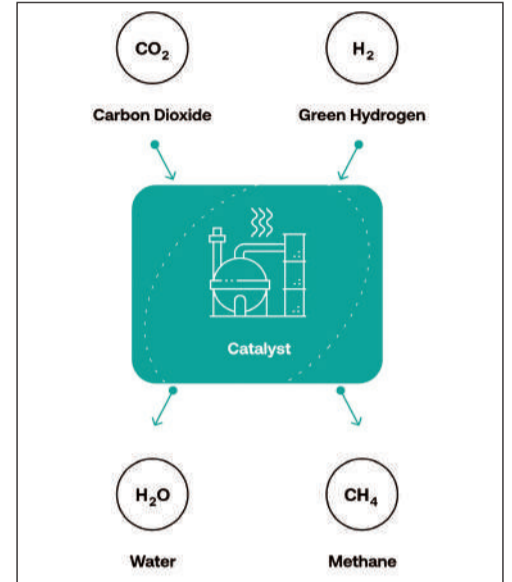 CO₂
H₂
Carbon Dioxide
Green Hydrogen
Catalyst
H₂O
CH₄
Water
Methane